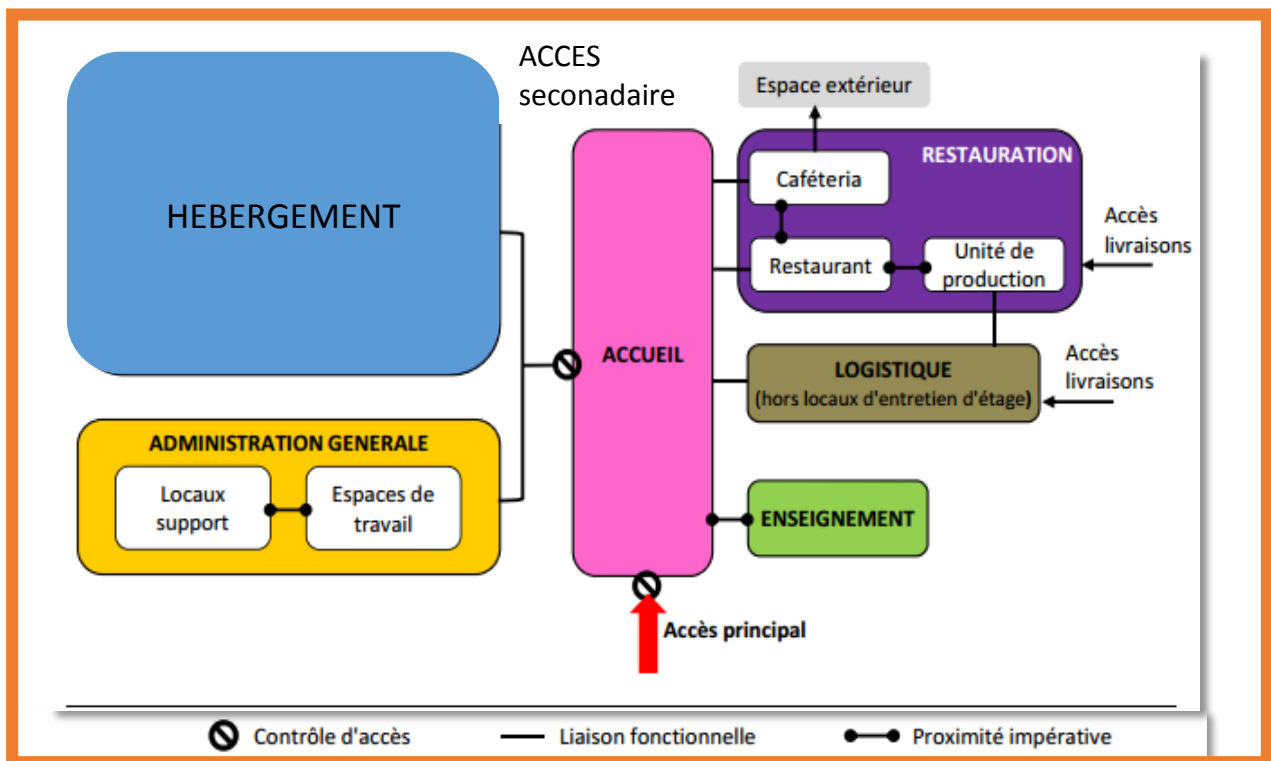 ACCES
seconadaire
HEBERGEMENT
Espace extérieur
RESTAURATION
Caféteria
Restaurant
Unité de
production
Accès
livraisons
ACCUEIL
LOGISTIQUE
(hors locaux d'entretien d'étage)
Accès
livraisons
ADMINISTRATION GENERALE
Locaux
support
Espaces de
travail
ENSEIGNEMENT
Accès principal
Contrôle d'accès
Liaison fonctionnelle
Proximité impérative